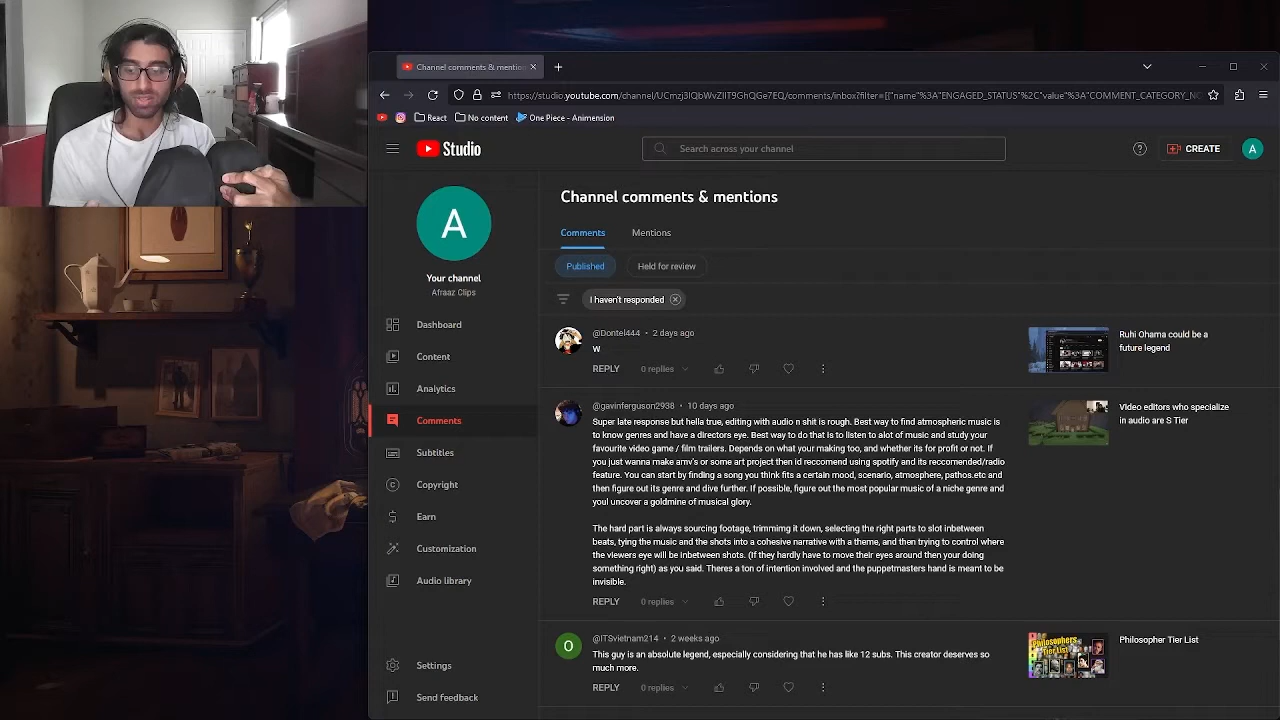 Channel comments & mentio
https://studio.youtube.com/channel/UCmzj3IQbWvZIIT9GhQGe7EQ/comments/inbox?filter=[{"name"%3A"ENGAGED_STATUS"%2C"value"%3A"COMMENT_CATEGORY_NC
React
No content
One Piece - Animension
Studio
Search across your channel
CREATE
A
A
Your channel
Afraaz Clips
Dashboard
Content
Analytics
Comments
Subtitles
Copyright
Earn
Customization
Audio library
Settings
Send feedback
Channel comments & mentions
Comments
Mentions
Published
Held for review
I haven't responded
@Dontel444 • 2 days ago
W
REPLY
0 replies
Ruhi Ohama could be a
future legend
@gavinferguson2938 • 10 days ago
Super late response but hella true, editing with audio n shit is rough. Best way to find atmospheric music is
to know genres and have a directors eye. Best way to do that is to listen to alot of music and study your
favourite video game / film trailers. Depends on what your making too, and whether its for profit or not. If
you just wanna make amv's or some art project then id reccomend using spotify and its reccomended/radio
feature. You can start by finding a song you think fits a certain mood, scenario, atmosphere, pathos.etc and
then figure out its genre and dive further. If possible, figure out the most popular music of a niche genre and
youl uncover a goldmine of musical glory.
The hard part is always sourcing footage, trimmimg it down, selecting the right parts to slot inbetween
beats, tying the music and the shots into a cohesive narrative with a theme, and then trying to control where
the viewers eye will be inbetween shots. (If they hardly have to move their eyes around then your doing
something right) as you said. Theres a ton of intention involved and the puppetmasters hand is meant to be
invisible.
REPLY
0 replies
Video editors who specialize
in audio are S Tier
O
@ITSvietnam214 • 2 weeks ago
This guy is an absolute legend, especially considering that he has like 12 subs. This creator deserves so
much more.
REPLY
0 replies
Philosophers
Tier List
Philosopher Tier List